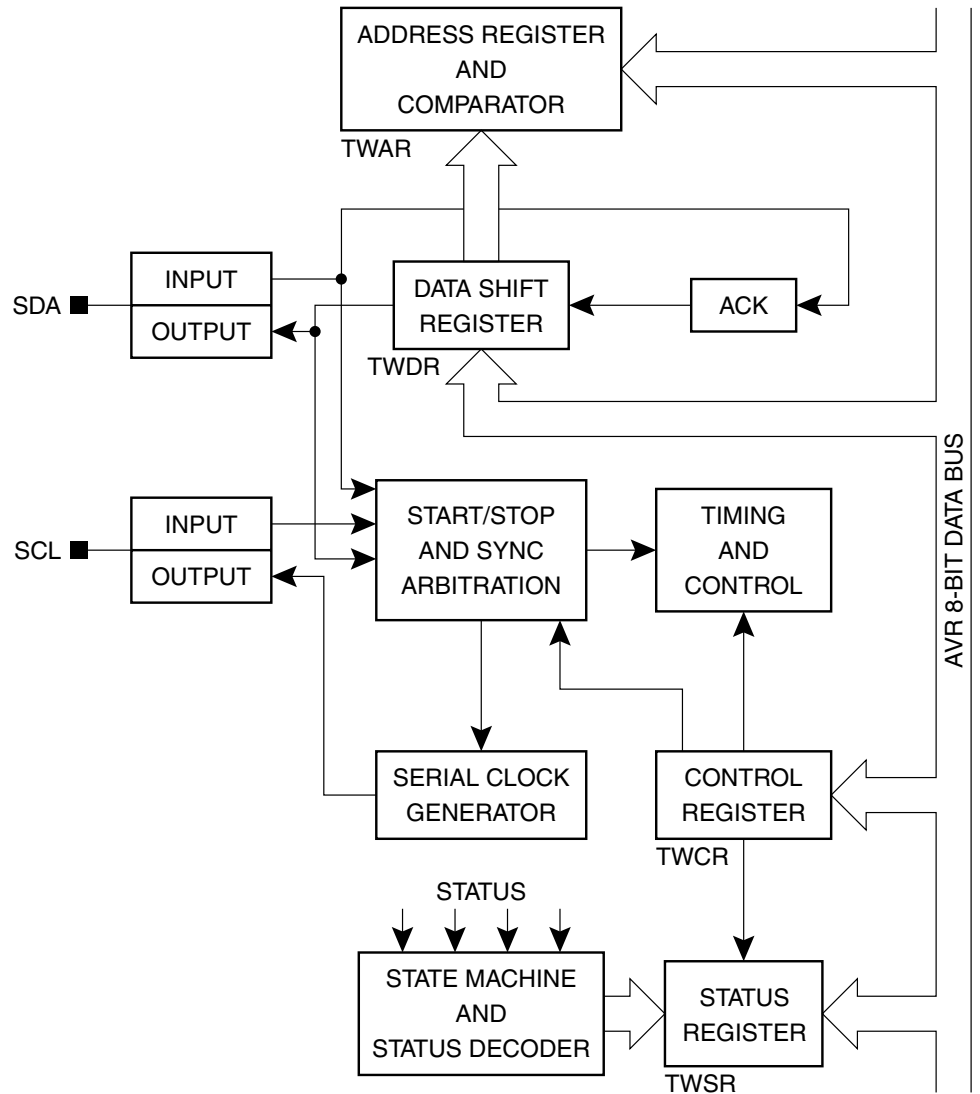 ADDRESS REGISTER
AND
COMPARATOR
TWAR
SDA
INPUT
OUTPUT
DATA SHIFT
REGISTER
TWDR
ACK
SCL
INPUT
OUTPUT
START/STOP
AND SYNC
ARBITRATION
TIMING
AND
CONTROL
AVR 8-BIT DATA BUS
SERIAL CLOCK
GENERATOR
CONTROL
REGISTER
TWCR
STATUS
STATE MACHINE
AND
STATUS DECODER
STATUS
REGISTER
TWSR